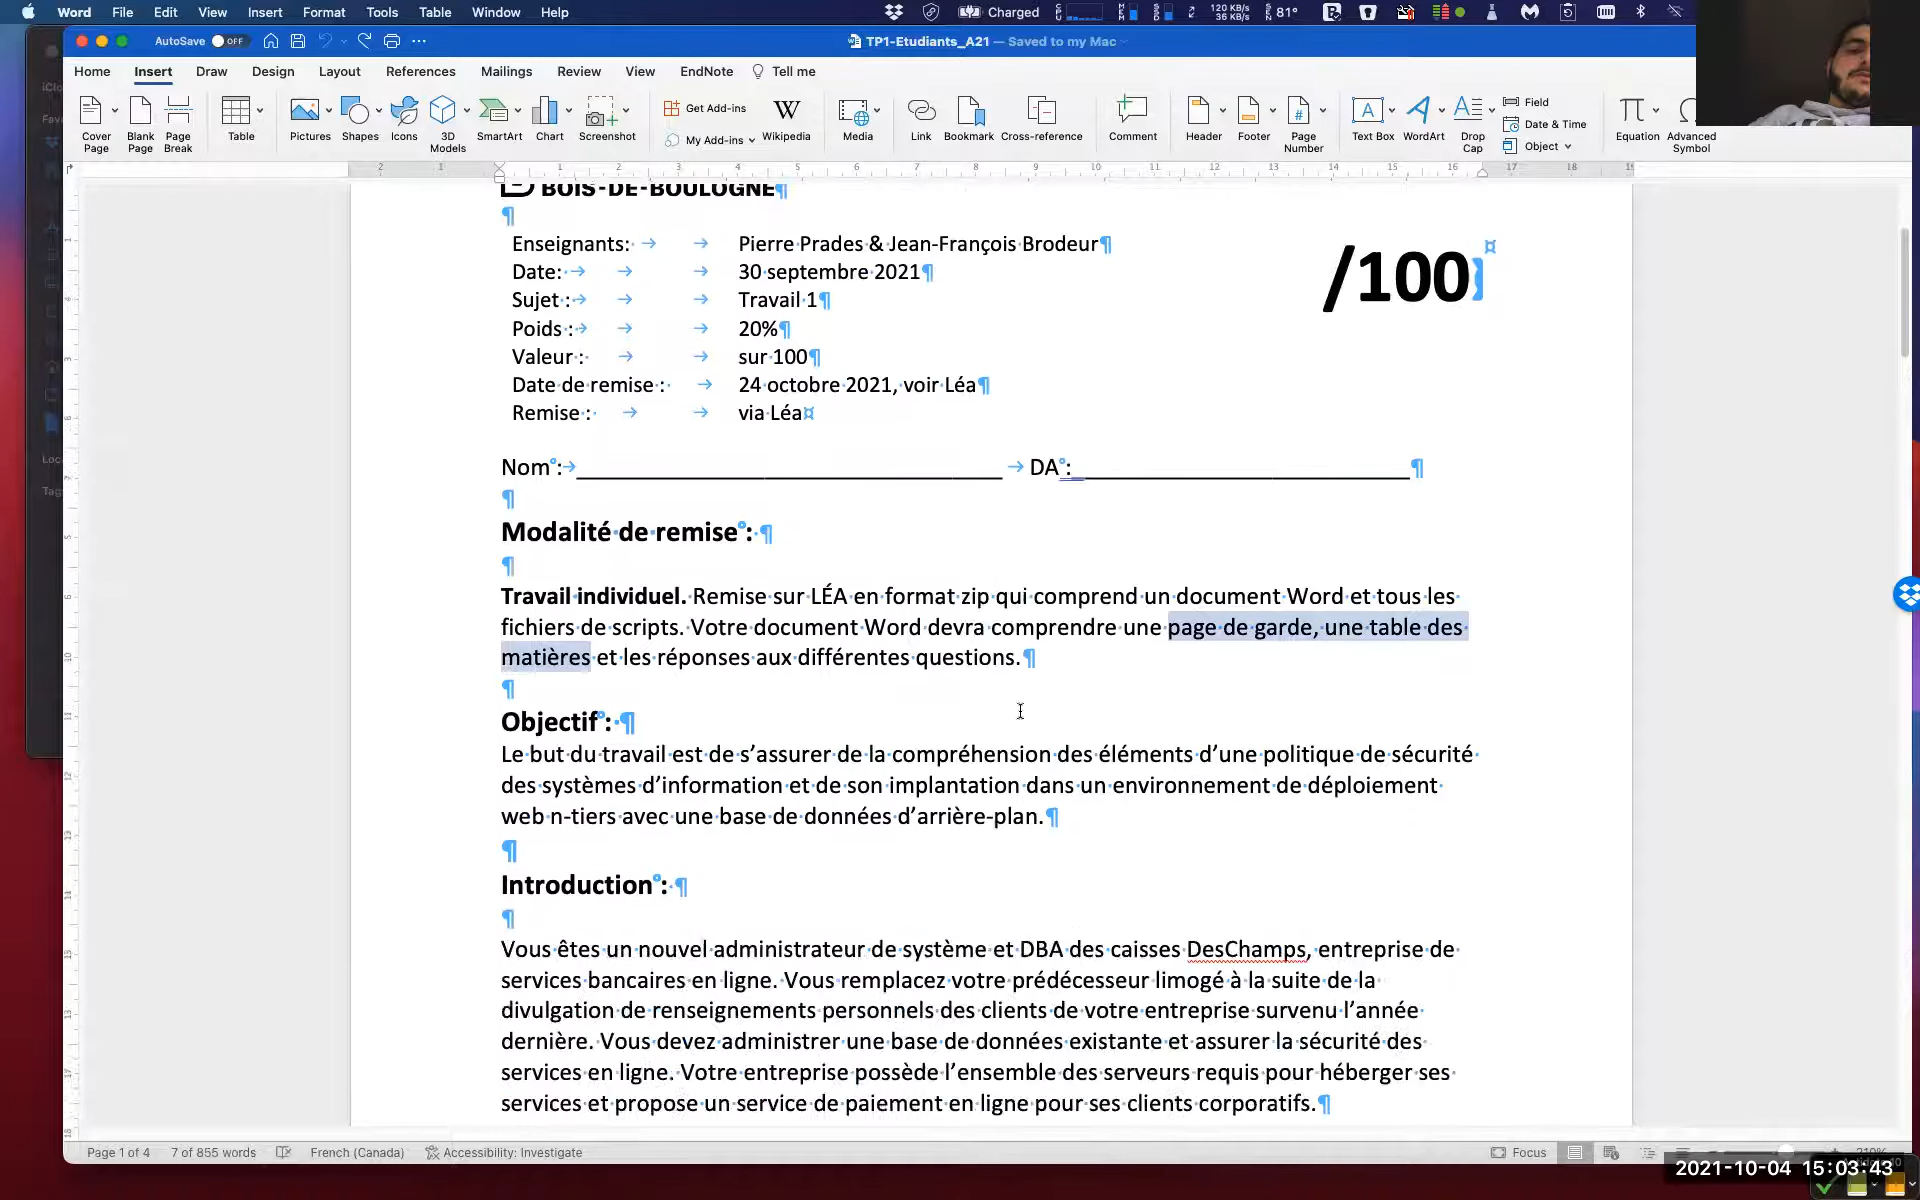 Word File Edit View Insert Format Tools Table Window Help Charged 120 KB/s 36 KB/s 81°
AutoSave OFF TP1-Etudiants_A21 — Saved to my Mac
Home Insert Draw Design Layout References Mailings Review View EndNote Tell me
Cover Page Blank Page Page Break Table Pictures Shapes Icons 3D Models SmartArt Chart Screenshot Get Add-ins My Add-ins Wikipedia Media Link Bookmark Cross-reference Comment Header Footer Page Number Text Box WordArt Drop Cap Field Date & Time Object Equation Advanced Symbol
BOIS-DE-BOULOGNE
Enseignants: Pierre Prades & Jean-François Brodeur
/100
Date: 30 septembre 2021
Sujet : Travail 1
Poids : 20%
Valeur : sur 100
Date de remise : 24 octobre 2021, voir Léa
Remise : via Léa
Nom : DA :
Modalité de remise :
Travail individuel. Remise sur LÉA en format zip qui comprend un document Word et tous les
fichiers de scripts. Votre document Word devra comprendre une page de garde, une table des
matières et les réponses aux différentes questions.
Objectif :
Le but du travail est de s’assurer de la compréhension des éléments d’une politique de sécurité
des systèmes d’information et de son implantation dans un environnement de déploiement
web n-tiers avec une base de données d’arrière-plan.
Introduction :
Vous êtes un nouvel administrateur de système et DBA des caisses DesChamps, entreprise de
services bancaires en ligne. Vous remplacez votre prédécesseur limogé à la suite de la
divulgation de renseignements personnels des clients de votre entreprise survenu l’année
dernière. Vous devez administrer une base de données existante et assurer la sécurité des
services en ligne. Votre entreprise possède l’ensemble des serveurs requis pour héberger ses
services et propose un service de paiement en ligne pour ses clients corporatifs.
Page 1 of 4 7 of 855 words French (Canada) Accessibility: Investigate Focus
2021-10-04 15:03:43